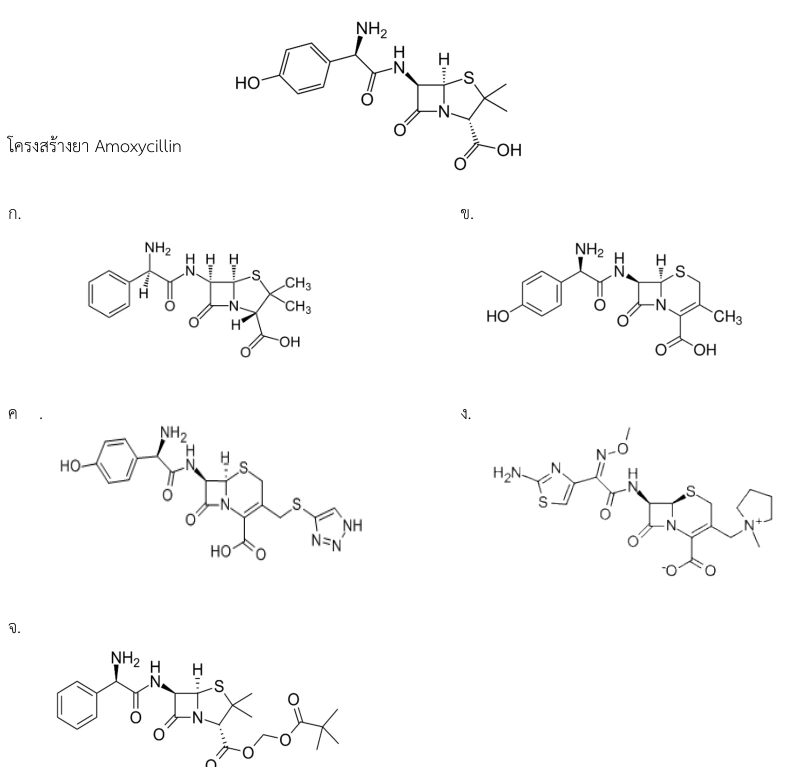 NH₂
HO
O
H
N
H
S
O
N
O
OH
โครงสร้างยา Amoxycillin
ก.
ข.
NH₂
H
O
H
N
H
H
S
CH₃
CH₃
O
N
H
O
OH
NH₂
HO
O
H
N
H
S
O
N
CH₃
O
OH
ค .
ง.
NH₂
HO
O
H
N
H
S
O
N
S
NH
N=N
HO
O
H₂N
N
S
N
O
O
H
N
S
O
N
N⁺
⁻O
O
จ.
NH₂
O
H
N
H
S
O
N
O
O
O
O